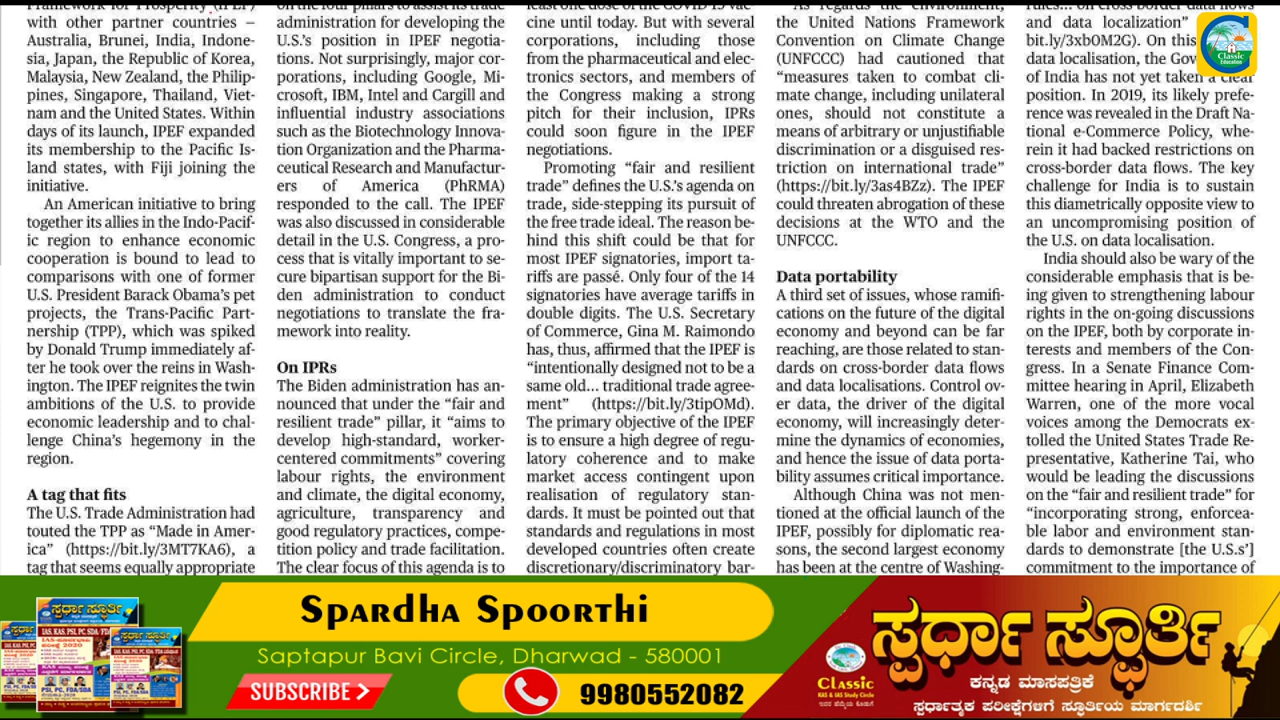 Framework for Prosperity (IPEF)
with other partner countries —
Australia, Brunei, India, Indone-
sia, Japan, the Republic of Korea,
Malaysia, New Zealand, the Philip-
pines, Singapore, Thailand, Viet-
nam and the United States. Within
days of its launch, IPEF expanded
its membership to the Pacific Is-
land states, with Fiji joining the
initiative.
An American initiative to bring
together its allies in the Indo-Pacif-
ic region to enhance economic
cooperation is bound to lead to
comparisons with one of former
U.S. President Barack Obama's pet
projects, the Trans-Pacific Part-
nership (TPP), which was spiked
by Donald Trump immediately af-
ter he took over the reins in Wash-
ington. The IPEF reignites the twin
ambitions of the U.S. to provide
economic leadership and to chal-
lenge China's hegemony in the
region.
A tag that fits
The U.S. Trade Administration had
touted the TPP as “Made in Amer-
ica” (https://bit.ly/3MT7KA6), a
tag that seems equally appropriate
on the four pillars to assist its trade
administration for developing the
U.S.'s position in IPEF negotia-
tions. Not surprisingly, major cor-
porations, including Google, Mi-
crosoft, IBM, Intel and Cargill and
influential industry associations
such as the Biotechnology Innova-
tion Organization and the Pharma-
ceutical Research and Manufactur-
ers of America (PhRMA)
responded to the call. The IPEF
was also discussed in considerable
detail in the U.S. Congress, a pro-
cess that is vitally important to se-
cure bipartisan support for the Bi-
den administration to conduct
negotiations to translate the fra-
mework into reality.
On IPRs
The Biden administration has an-
nounced that under the “fair and
resilient trade” pillar, it “aims to
develop high-standard, worker-
centered commitments” covering
labour rights, the environment
and climate, the digital economy,
agriculture, transparency and
good regulatory practices, compe-
tition policy and trade facilitation.
The clear focus of this agenda is to
least one dose of the COVID-19 vac-
cine until today. But with several
corporations, including those
from the pharmaceutical and elec-
tronics sectors, and members of
the Congress making a strong
pitch for their inclusion, IPRs
could soon figure in the IPEF
negotiations.
Promoting “fair and resilient
trade” defines the U.S.'s agenda on
trade, side-stepping its pursuit of
the free trade ideal. The reason be-
hind this shift could be that for
most IPEF signatories, import ta-
riffs are passé. Only four of the 14
signatories have average tariffs in
double digits. The U.S. Secretary
of Commerce, Gina M. Raimondo
has, thus, affirmed that the IPEF is
“intentionally designed not to be a
same old... traditional trade agree-
ment” (https://bit.ly/3tipOMd).
The primary objective of the IPEF
is to ensure a high degree of regu-
latory coherence and to make
market access contingent upon
realisation of regulatory stan-
dards. It must be pointed out that
standards and regulations in most
developed countries often create
discretionary/discriminatory bar-
As regards the environment,
the United Nations Framework
Convention on Climate Change
(UNFCCC) had cautioned that
“measures taken to combat cli-
mate change, including unilateral
ones, should not constitute a
means of arbitrary or unjustifiable
discrimination or a disguised res-
triction on international trade”
(https://bit.ly/3as4BZz). The IPEF
could threaten abrogation of these
decisions at the WTO and the
UNFCCC.
Data portability
A third set of issues, whose ramifi-
cations on the future of the digital
economy and beyond can be far
reaching, are those related to stan-
dards on cross-border data flows
and data localisations. Control ov-
er data, the driver of the digital
economy, will increasingly deter-
mine the dynamics of economies,
and hence the issue of data porta-
bility assumes critical importance.
Although China was not men-
tioned at the official launch of the
IPEF, possibly for diplomatic rea-
sons, the second largest economy
has been at the centre of Washing-
rules... on cross-border data flows
and data localization”
bit.ly/3xb0M2G). On this
data localisation, the Gov
of India has not yet taken a clear
position. In 2019, its likely prefe-
rence was revealed in the Draft Na-
tional e-Commerce Policy, whe-
rein it had backed restrictions on
cross-border data flows. The key
challenge for India is to sustain
this diametrically opposite view to
an uncompromising position of
the U.S. on data localisation.
India should also be wary of the
considerable emphasis that is be-
ing given to strengthening labour
rights in the on-going discussions
on the IPEF, both by corporate in-
terests and members of the Con-
gress. In a Senate Finance Com-
mittee hearing in April, Elizabeth
Warren, one of the more vocal
voices among the Democrats ex-
tolled the United States Trade Re-
presentative, Katherine Tai, who
would be leading the discussions
on the “fair and resilient trade” for
“incorporating strong, enforcea-
ble labor and environment stan-
dards to demonstrate [the U.S.s']
commitment to the importance of
Classic
Education
Spardha Spoorthi
Saptapur Bavi Circle, Dharwad - 580001
SUBSCRIBE
9980552082
ಸ್ಪರ್ಧಾ ಸ್ಫೂರ್ತಿ
Classic
KAS & IAS Study Circle
ಸ್ಪರ್ಧಾ ಸ್ಫೂರ್ತಿ
ಕನ್ನಡ ಮಾಸಪತ್ರಿಕೆ
ಸ್ಪರ್ಧಾತ್ಮಕ ಪರೀಕ್ಷೆಗಳಿಗೆ ಸ್ಫೂರ್ತಿಯ ಮಾರ್ಗದರ್ಶಿ